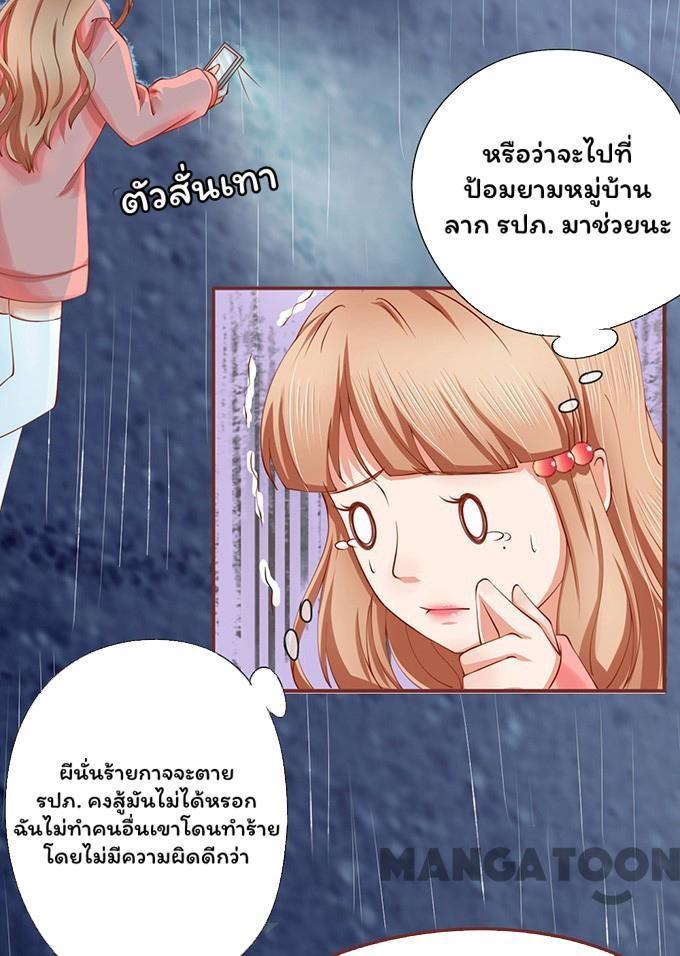 หรือว่าจะไปที่
ป้อมยามหมู่บ้าน
ลาก รปภ. มาช่วยนะ
ตัวสั่นเทา
ผีนั่นร้ายกาจจะตาย
รปภ. คงสู้มันไม่ได้หรอก
ฉันไม่ทำคนอื่นเขาโดนทำร้าย
โดยไม่มีความผิดดีกว่า
MANGATOON